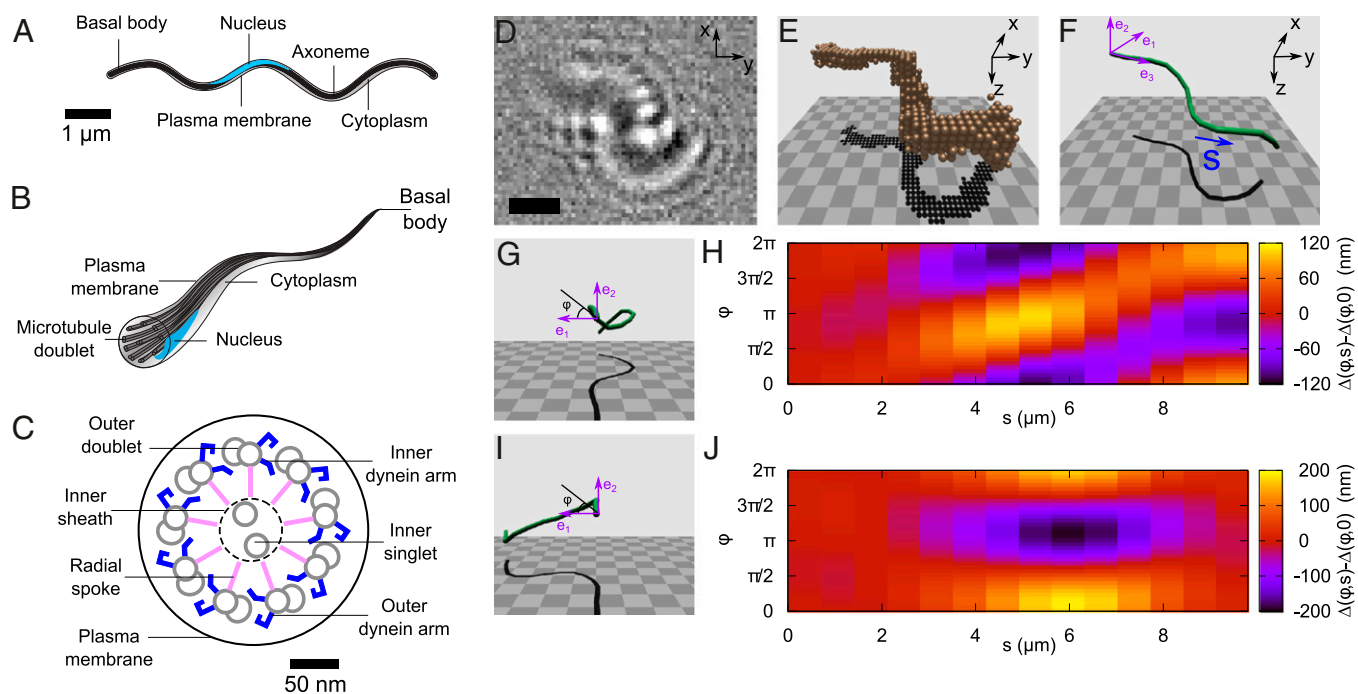 A
Basal body
Nucleus
Axoneme
1 μm
Plasma membrane
Cytoplasm
B
Basal
body
Plasma
membrane
Cytoplasm
Microtubule
doublet
Nucleus
C
Outer
doublet
Inner
dynein arm
Inner
sheath
Inner
singlet
Radial
spoke
Outer
dynein arm
Plasma
membrane
50 nm
D
x
y
E
x
y
z
F
e2
e1
e3
x
y
z
S
G
φ
e2
e1
H
2π
3π/2
π
π/2
0
φ
0 2 4 6 8
s (μm)
120
60
0
-60
-120
Δ(φ,s)-Δ(φ,0) (nm)
I
φ
e2
e1
J
2π
3π/2
π
π/2
0
φ
0 2 4 6 8
s (μm)
200
100
0
-100
-200
Δ(φ,s)-Δ(φ,0) (nm)